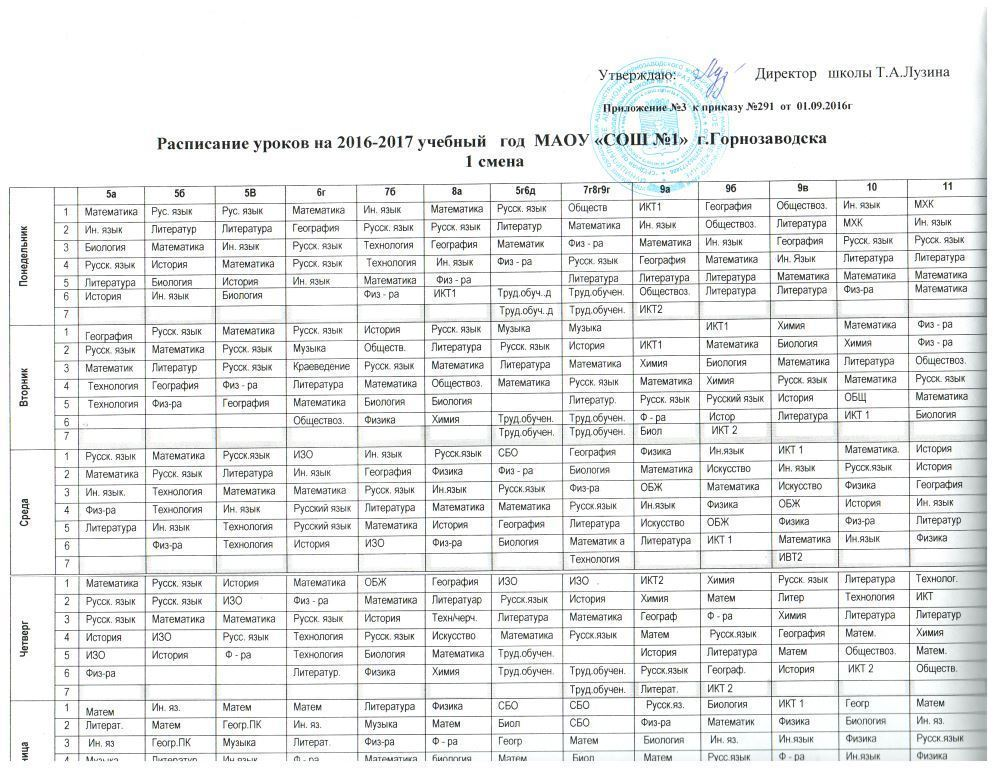 Утверждаю: Директор школы Т.А.Лузина
Приложение №3 к приказу №291 от 01.09.2016г
Расписание уроков на 2016-2017 учебный год МАОУ «СОШ №1» г.Горнозаводска
1 смена
5а 5б 5В 6г 7б 8а 5г6д 7г8г9г 9а 9б 9в 10 11
Понедельник
1 Математика Рус. язык Рус. язык Математика Ин. язык Математика Русск. язык Обществ ИКТ1 География Обществоз. Ин. язык МХК
2 Ин. язык Литератур Литература География Русск. язык Русск. язык Литератур Математика Ин. язык Обществоз. Литература МХК Ин. язык
3 Биология Математика Ин. язык Русск. язык Технология География Математик Физ - ра Математика Ин. язык География Русск. язык Русск. язык
4 Русск. язык История Математика Русск. язык Технология Ин. язык Физ - ра Русск. язык География Математика Ин. Язык Литература Литература
5 Литература Биология История Ин. язык Математика Физ - ра Литература Литература Литература Математика Математика Математика
6 История Ин. язык Биология Физ - ра ИКТ1 Труд.обуч..д Труд.обучен. Обществоз. Литература Литература Физ-ра Математика
7 Труд.обуч. д Труд.обучен. ИКТ2
Вторник
1 География Русск. язык Математика Русск. язык История Русск. язык Музыка Музыка ИКТ1 Химия Математика Физ - ра
2 Русск. язык Математика Русск. язык Музыка Обществ. Литература Русск. язык История ИКТ1 Математика Биология Химия Физ - ра
3 Математик Литератур Русск. язык Краеведение Русск. язык Математика Литература Математика Химия Биология Математик Литература Обществоз.
4 Технология География Физ - ра Литература Математика Обществоз. Математика Русск. язык Математика Химия Русск. язык Математика Русск. язык
5 Технология Физ-ра География Математика Биология Биология Литератур. Русск. язык Русский язык История ОБЩ Математика
6 Обществоз. Физика Химия Труд.обучен. Труд.обучен. Ф - ра Истор Литература ИКТ 1 Биология
7 Труд.обучен. Труд.обучен. Биол ИКТ 2
Среда
1 Русск. язык Математика Русск.язык ИЗО Ин. язык Русск.язык СБО География Физика Ин.язык ИКТ 1 Математика. История
2 Математика Русск. язык Литература Ин. язык География Физика Физ - ра Биология Математика Искусство Ин. язык Русск.язык История
3 Ин. язык. Технология Математика Математика Русск. язык Ин.язык Русск.язык Физ-ра ОБЖ Математика Искусство Физика География
4 Физ-ра Технология Ин. язык Русский язык Литература Математика Математика Русск.язык Ин.язык Физика ОБЖ История Ин. язык
5 Литература Ин. язык Технология Русский язык Математика История География Литература Искусство ОБЖ Физика Физ-ра Литератур
6 Физ-ра Технология История ИЗО Физ-ра Биология Математик а Литература ИКТ 1 Математика Ин.язык Физика
7 Технология ИВТ2
Четверг
1 Математика Русск. язык История Математика ОБЖ География ИЗО ИЗО . ИКТ2 Химия Русск. язык Литература Технолог.
2 Русск. язык Русск. язык ИЗО Физ - ра Математика Литератуар Русск.язык История Химия Матем Литер Технология ИКТ
3 Русск. язык Математика Математика Русск. язык История Техн/черч. Литература Математика Географ Ф - ра Химия Литература Литератур
4 История ИЗО Русс. язык Технология Русск. язык Искусство Математика Русск.язык Матем Русск.язык География Матем. Химия
5 ИЗО История Ф - ра Технология Биология Математика Труд.обучен. История Литература Матем Обществоз. Матем.
6 Физ-ра Литератур. Физика Химия Труд.обучен. Труд.обучен. Русск.язык Географ. История ИКТ 2 Обществ.
7 Труд.обучен. Литерат. ИКТ 2
ница
1 Матем Ин. яз. Матем Матем Литература Физика СБО СБО Русск.яз. Биология ИКТ 1 Геогр Матем
2 Литерат. Матем Геогр.ПК Ин. яз. Музыка Матем Биол СБО Физ-ра Математик Физика Биология Ин. яз.
3 Ин. яз Геогр.ПК Музыка Литерат. Физ-ра Ф - ра Геогр Матем Биология Ин. яз. Ин.яз Физика Русск.язык
4 Музыка Литератур Ин.язык Ф - ра Математика биология Матем Биол Матем Русс.язык Ф - ра Ин.язык Физика